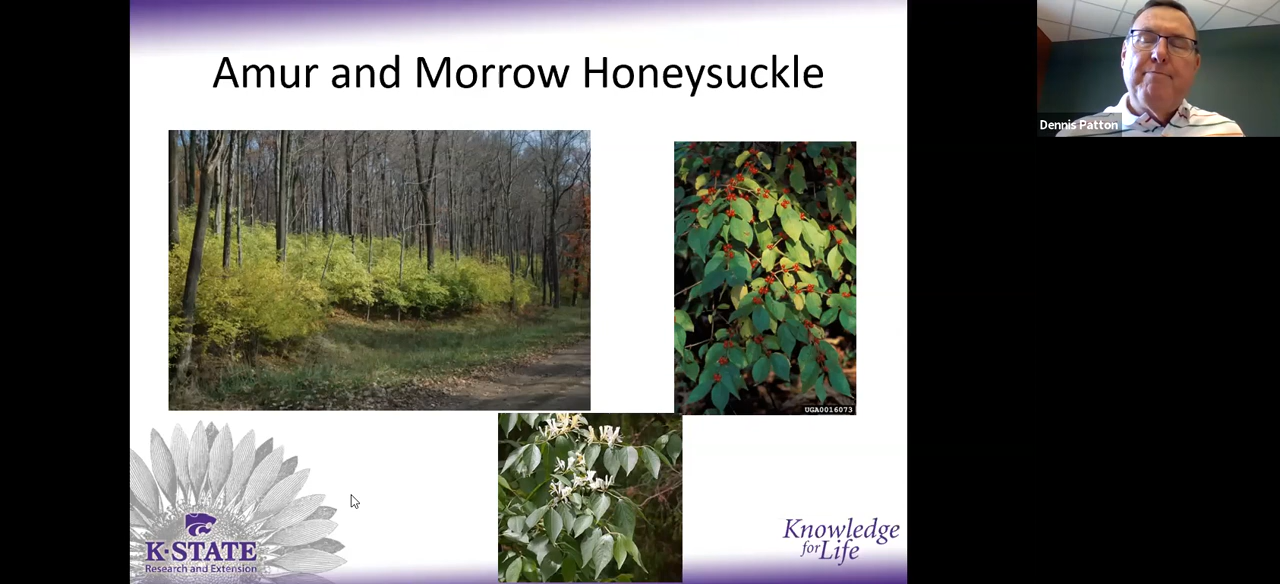 Amur and Morrow Honeysuckle
Dennis Patton
UGA0016073
K-STATE
Research and Extension
Knowledge
for Life